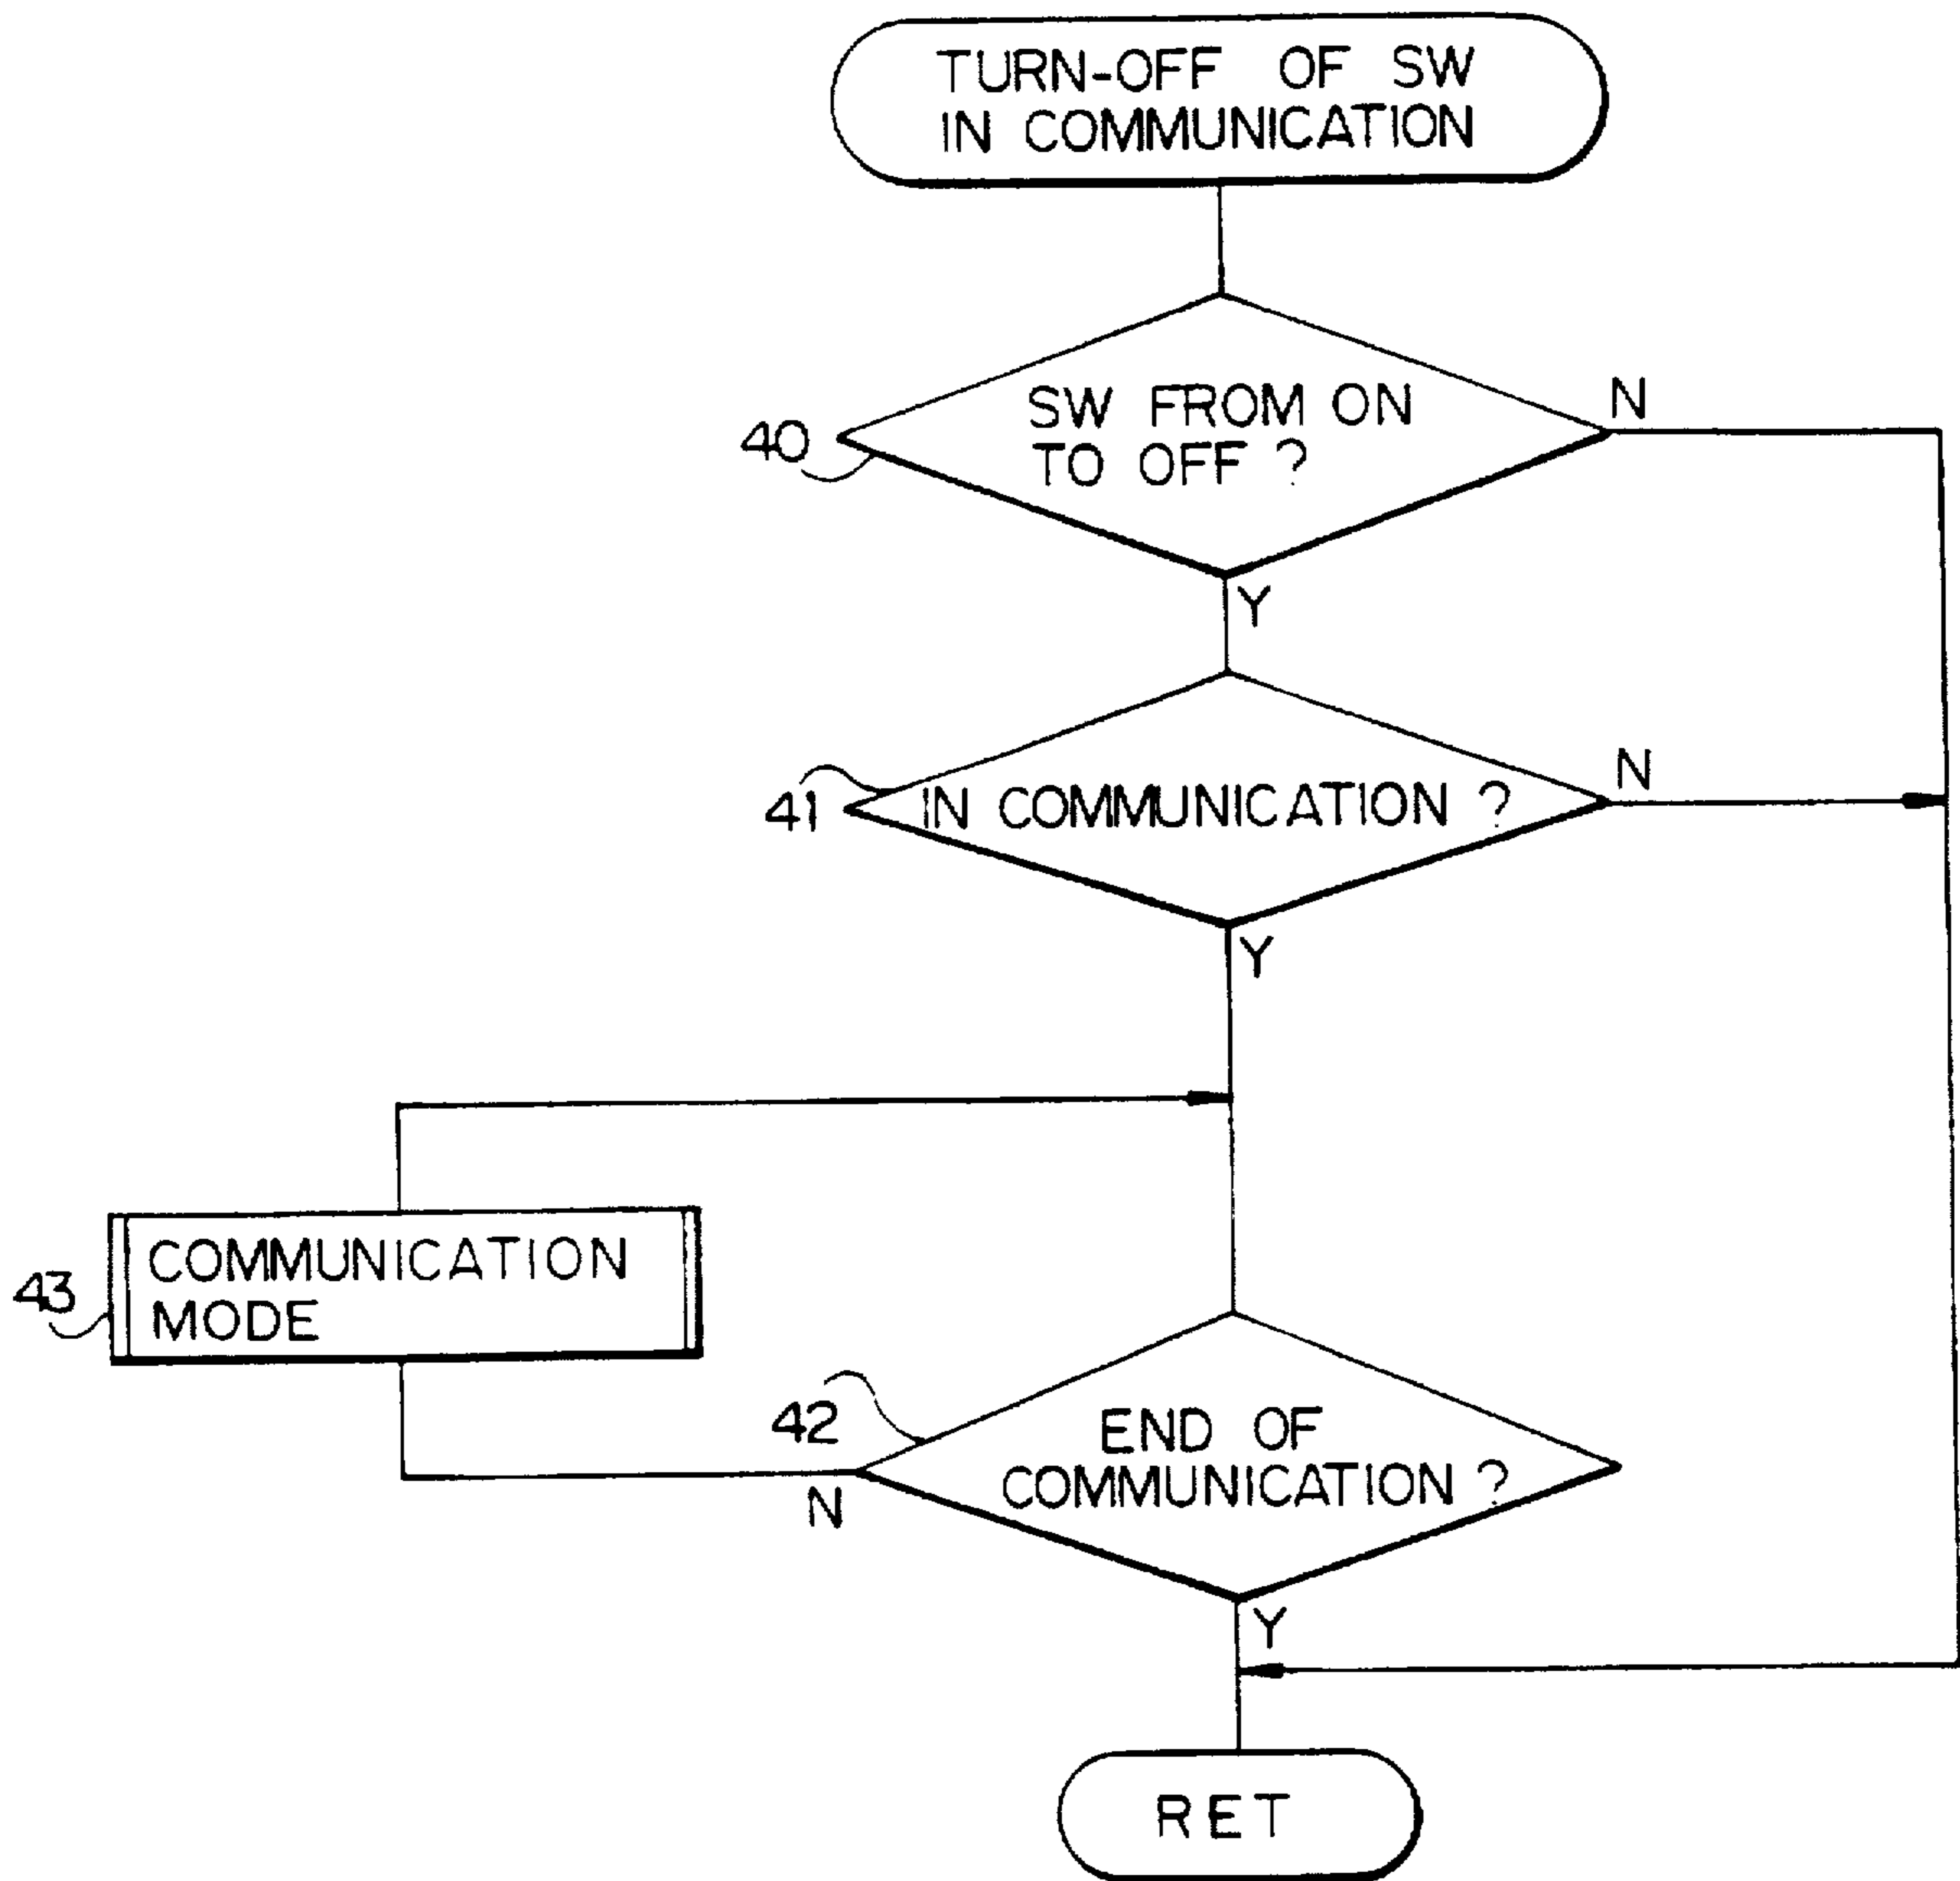 TURN-OFF OF SW
IN COMMUNICATION
SW FROM ON
TO OFF ?
N
40
Y
IN COMMUNICATION ?
N
41
Y
COMMUNICATION
MODE
43
42
END OF
COMMUNICATION ?
N
Y
RET